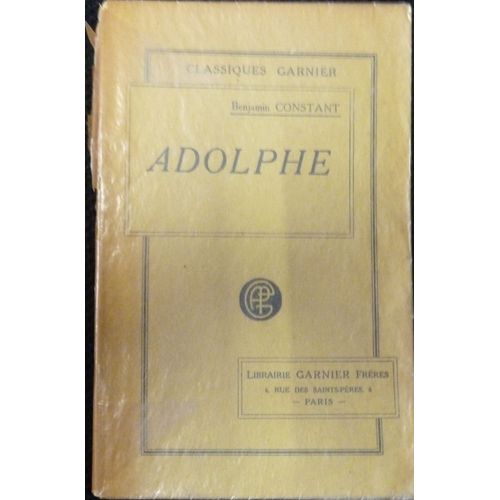 CLASSIQUES GARNIER
Benjamin CONSTANT
ADOLPHE
LIBRAIRIE GARNIER FRÈRES
6, RUE DES SAINTS-PÈRES, 6
— PARIS —